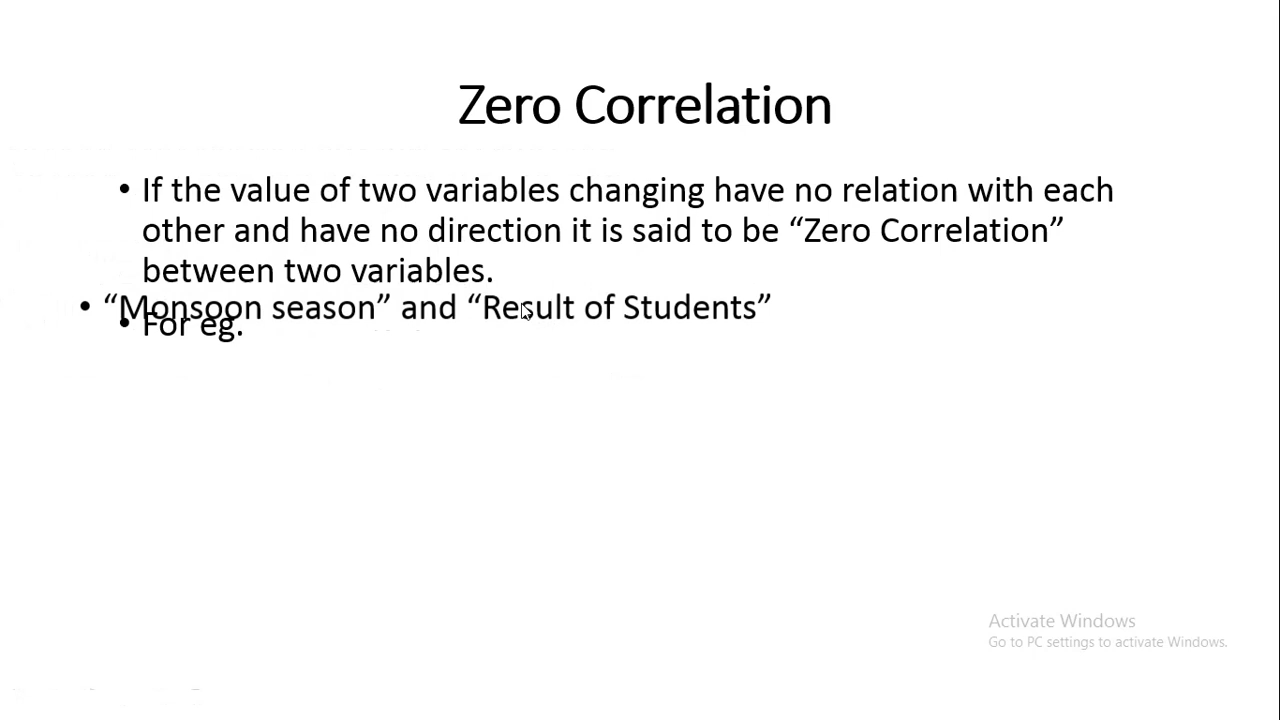 Zero Correlation
• If the value of two variables changing have no relation with each
other and have no direction it is said to be “Zero Correlation”
between two variables.
• “Monsoon season” and “Result of Students”
• For eg.
Activate Windows
Go to PC settings to activate Windows.